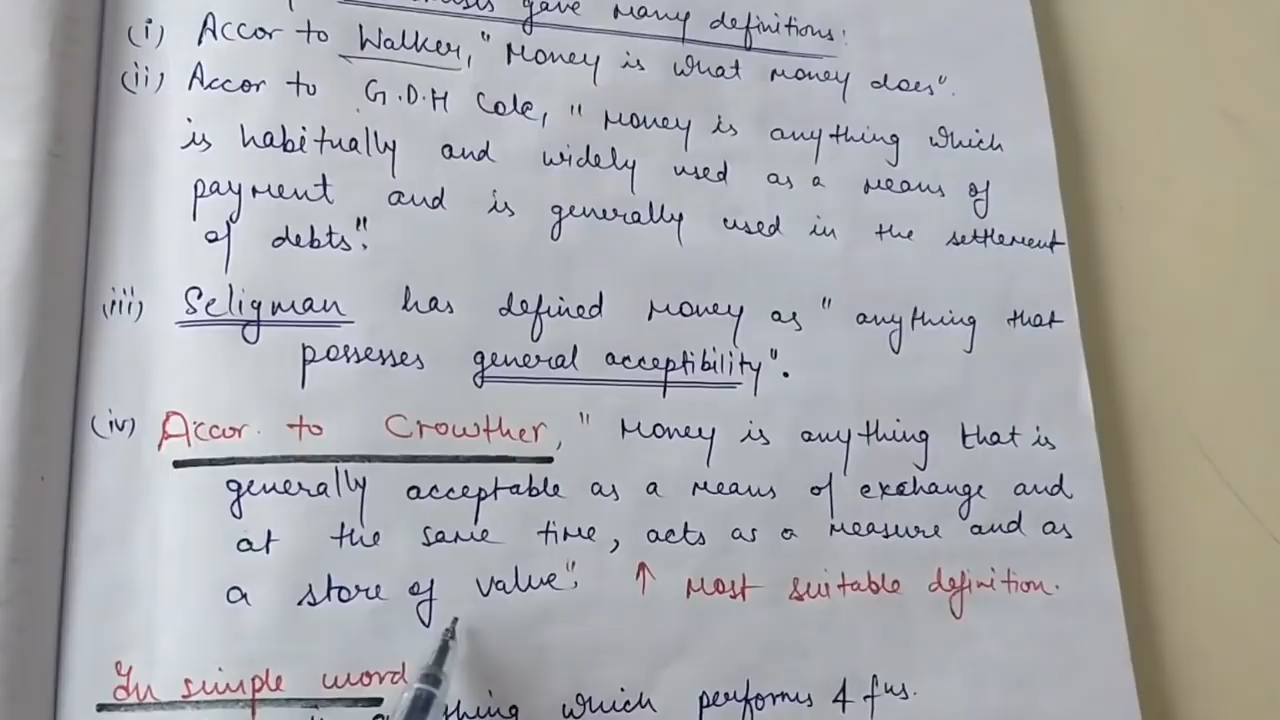 gave many definitions:
(i) Accor to Walker, "Money is what money does".
(ii) Accor to G.D.H Cole, "Money is anything which
is habitually and widely used as a means of
payment and is generally used in the settlement
of debts".
(iii) Seligman has defined money as "anything that
possesses general acceptibility".
(iv) Accor. to Crowther, "Money is anything that is
generally acceptable as a means of exchange and
at the same time, acts as a measure and as
a store of value". ↑ Most suitable definition.
In simple word
which performs 4 fns.